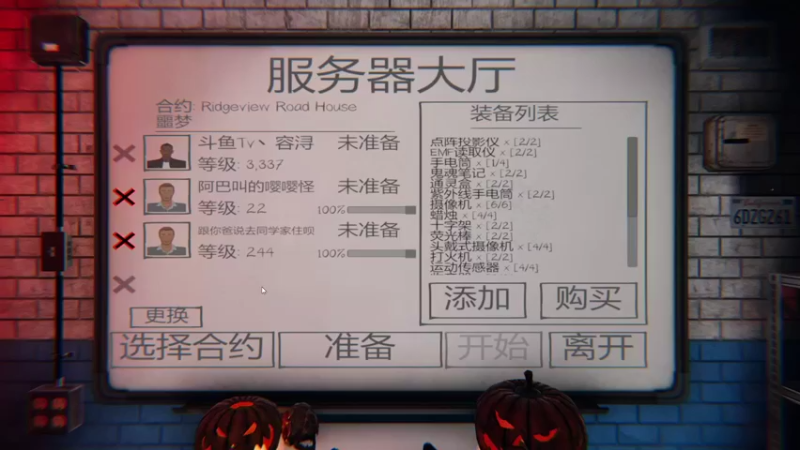 服务器大厅
合约: Ridgeview Road House
噩梦
斗鱼Tv丶 容浔 未准备
等级: 3,337
阿巴叫的嘤嘤怪 未准备
等级: 22 100%
跟你爸说去同学家住呗 未准备
等级: 244 100%
更换
装备列表
点阵投影仪 x [2/2]
EMF读取仪 x [2/2]
手电筒 x [1/4]
鬼魂笔记 x [2/2]
通灵盒 x [2/2]
紫外线手电筒 x [2/2]
摄像机 x [6/6]
蜡烛 x [4/4]
十字架 x [2/2]
荧光棒 x [2/2]
头戴式摄像机 x [4/4]
打火机 x [2/2]
运动传感器 x [4/4]
添加 购买
选择合约 准备 开始 离开
6DZG261